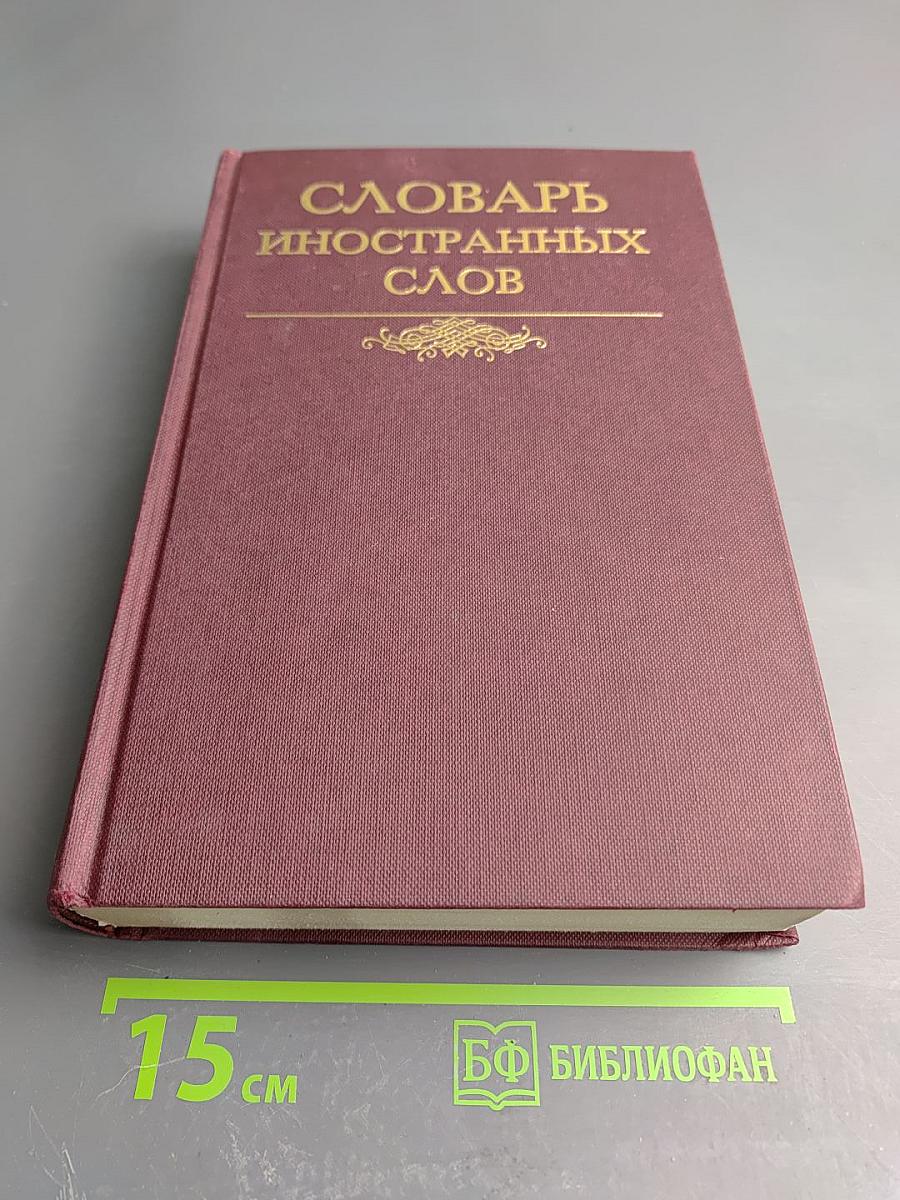 СЛОВАРЬ
ИНОСТРАННЫХ
СЛОВ
15 см
БФ БИБЛИОФАН